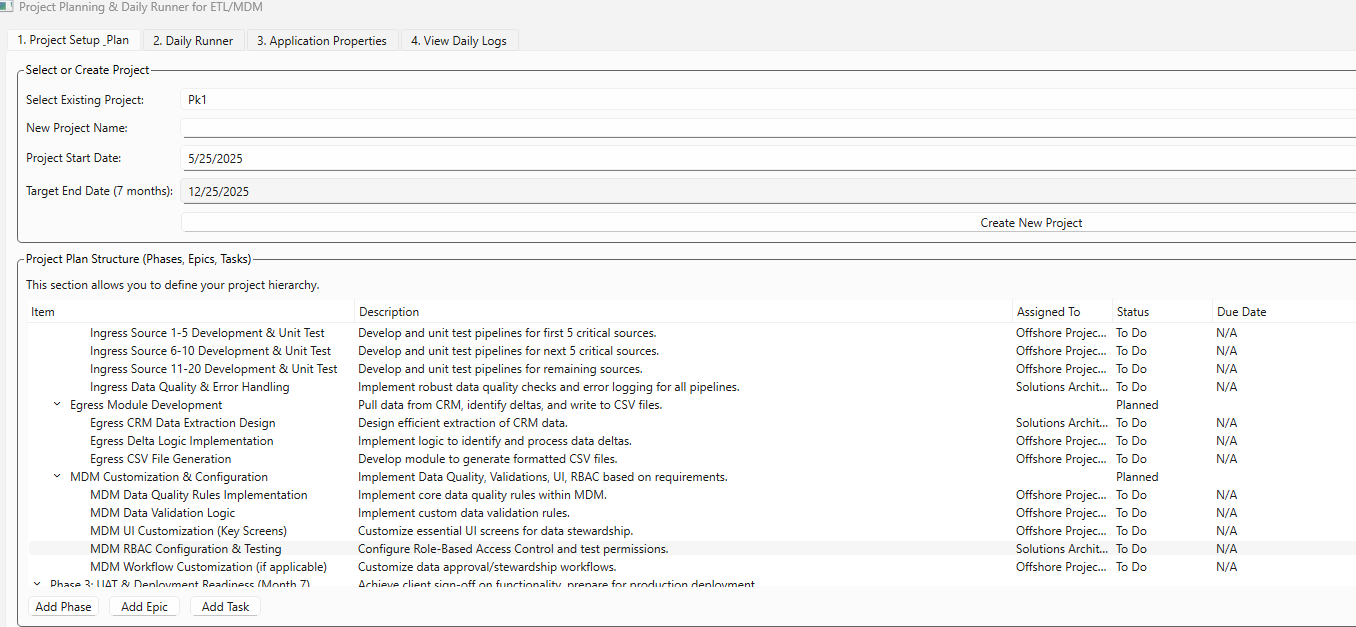 Project Planning & Daily Runner for ETL/MDM
1. Project Setup _Plan 2. Daily Runner 3. Application Properties 4. View Daily Logs
Select or Create Project
Select Existing Project: Pk1
New Project Name:
Project Start Date: 5/25/2025
Target End Date (7 months): 12/25/2025
Create New Project
Project Plan Structure (Phases, Epics, Tasks)
This section allows you to define your project hierarchy.
Item Description Assigned To Status Due Date
Ingress Source 1-5 Development & Unit Test Develop and unit test pipelines for first 5 critical sources. Offshore Projec... To Do N/A
Ingress Source 6-10 Development & Unit Test Develop and unit test pipelines for next 5 critical sources. Offshore Projec... To Do N/A
Ingress Source 11-20 Development & Unit Test Develop and unit test pipelines for remaining sources. Offshore Projec... To Do N/A
Ingress Data Quality & Error Handling Implement robust data quality checks and error logging for all pipelines. Solutions Archit... To Do N/A
Egress Module Development Pull data from CRM, identify deltas, and write to CSV files. Planned
Egress CRM Data Extraction Design Design efficient extraction of CRM data. Solutions Archit... To Do N/A
Egress Delta Logic Implementation Implement logic to identify and process data deltas. Offshore Projec... To Do N/A
Egress CSV File Generation Develop module to generate formatted CSV files. Offshore Projec... To Do N/A
MDM Customization & Configuration Implement Data Quality, Validations, UI, RBAC based on requirements. Planned
MDM Data Quality Rules Implementation Implement core data quality rules within MDM. Offshore Projec... To Do N/A
MDM Data Validation Logic Implement custom data validation rules. Offshore Projec... To Do N/A
MDM UI Customization (Key Screens) Customize essential UI screens for data stewardship. Offshore Projec... To Do N/A
MDM RBAC Configuration & Testing Configure Role-Based Access Control and test permissions. Solutions Archit... To Do N/A
MDM Workflow Customization (if applicable) Customize data approval/stewardship workflows. Offshore Projec... To Do N/A
Phase 3: UAT & Deployment Readiness (Month 7) Achieve client sign-off on functionality, prepare for production deployment
Add Phase Add Epic Add Task